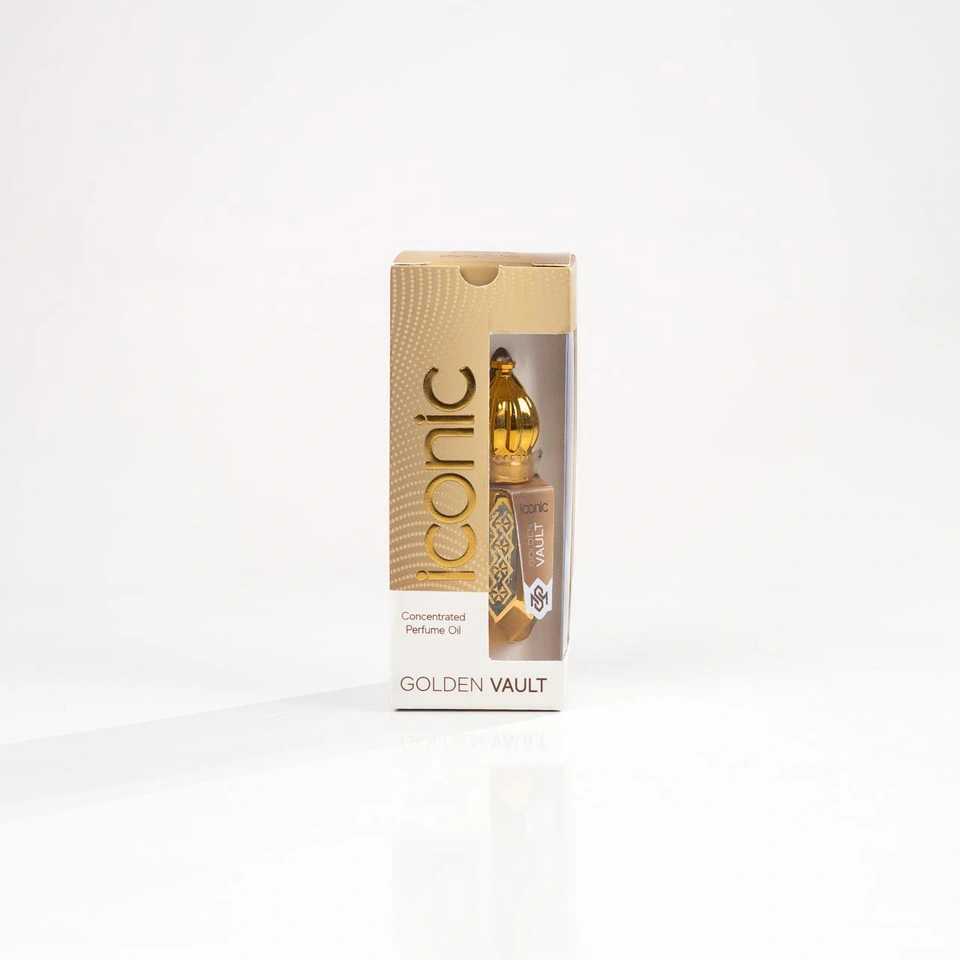 iconic
Concentrated
Perfume Oil
GOLDEN VAULT
iconic
GOLDEN
VAULT